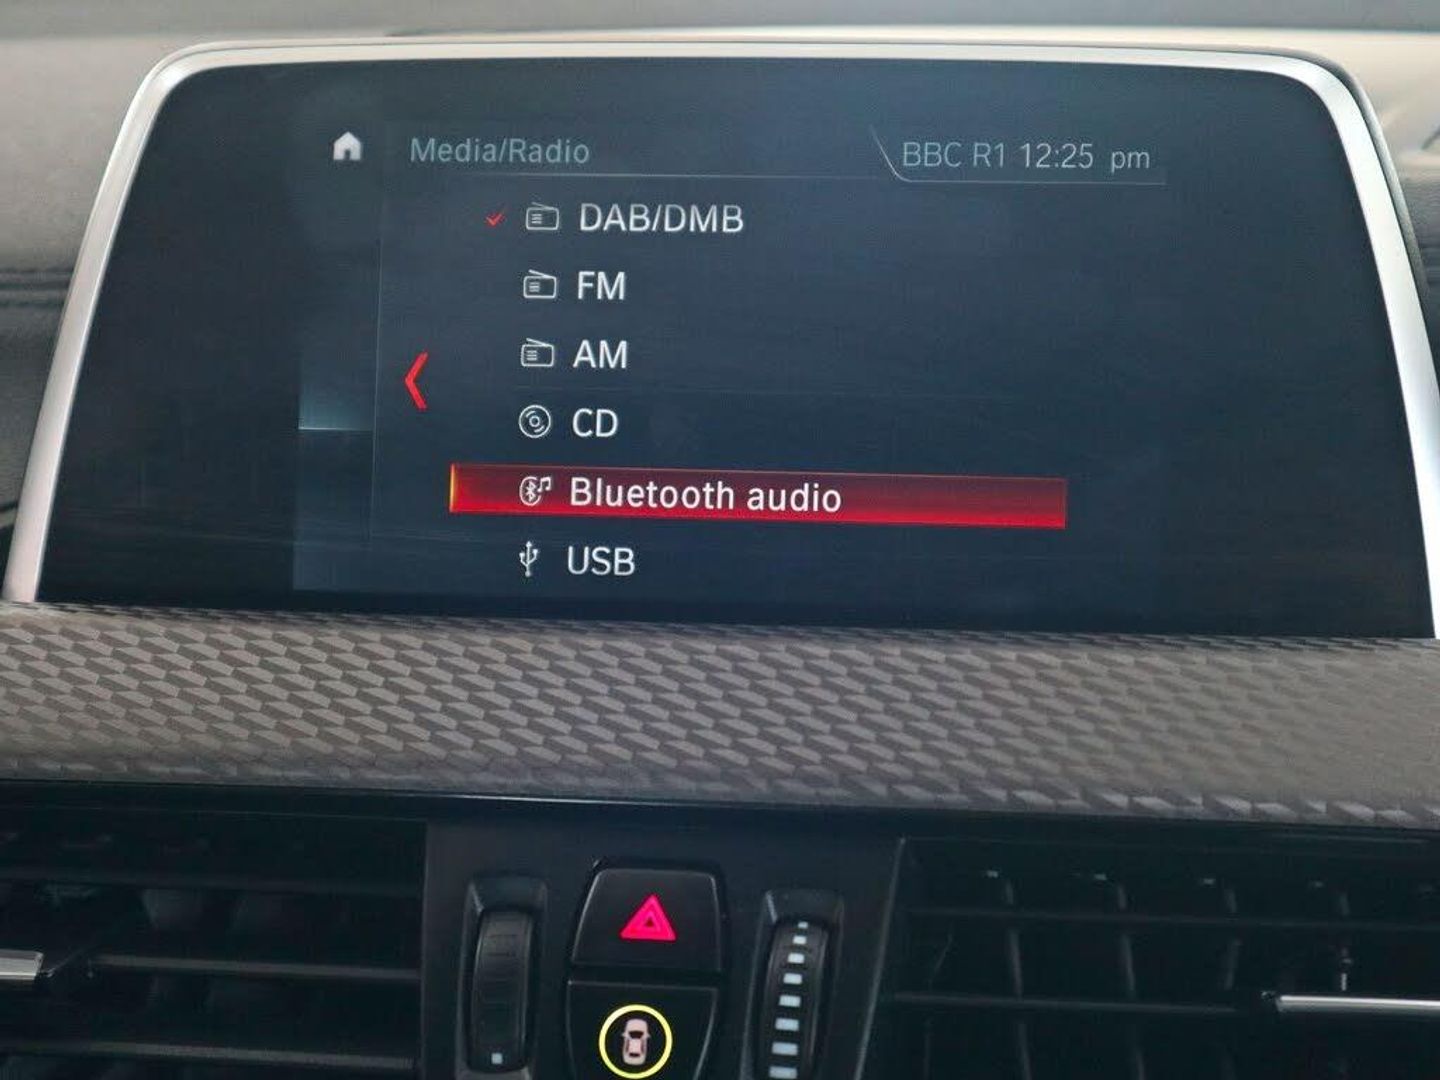 Media/Radio
BBC R1 12:25 pm
DAB/DMB
FM
AM
CD
Bluetooth audio
USB